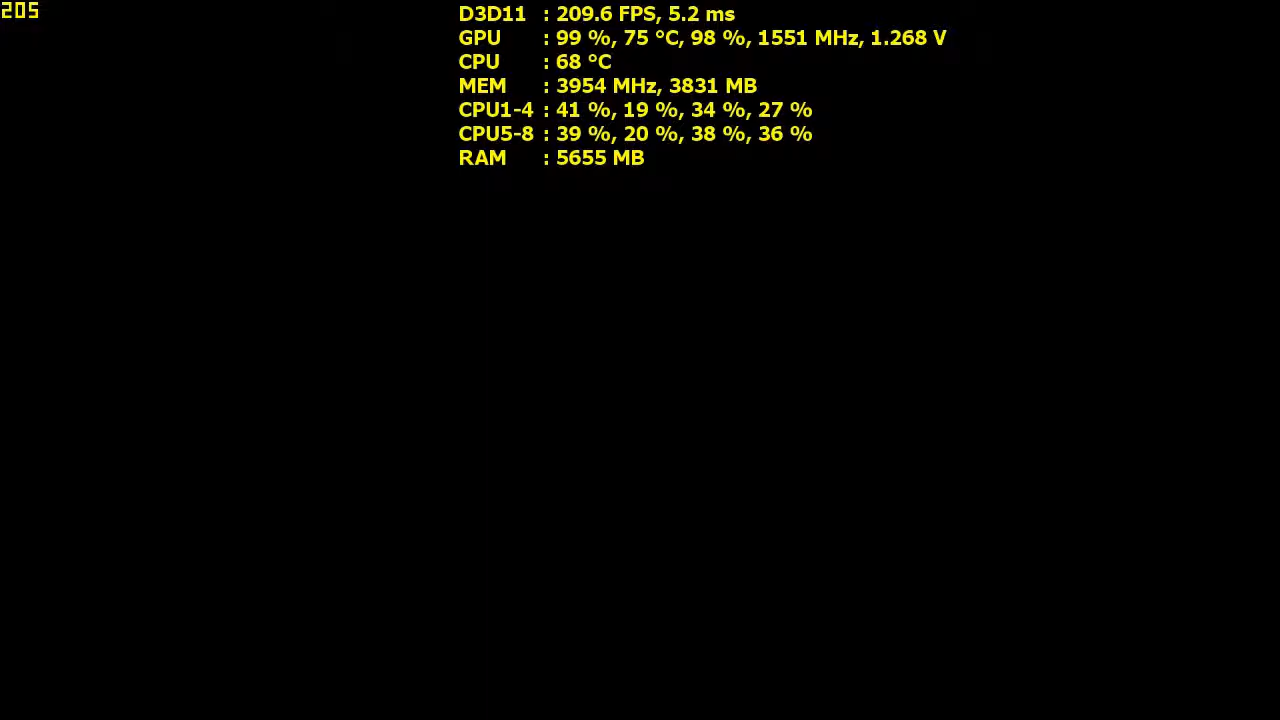 205
D3D11 : 209.6 FPS, 5.2 ms
GPU : 99 %, 75 °C, 98 %, 1551 MHz, 1.268 V
CPU : 68 °C
MEM : 3954 MHz, 3831 MB
CPU1-4 : 41 %, 19 %, 34 %, 27 %
CPU5-8 : 39 %, 20 %, 38 %, 36 %
RAM : 5655 MB